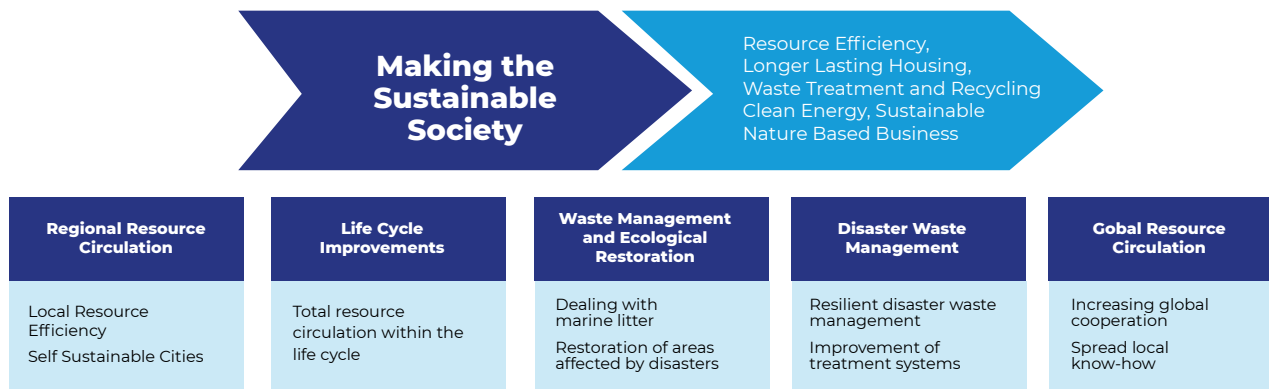 Making the
Sustainable
Society
Resource Efficiency,
Longer Lasting Housing,
Waste Treatment and Recycling
Clean Energy, Sustainable
Nature Based Business
Regional Resource
Circulation
Local Resource
Efficiency
Self Sustainable Cities
Life Cycle
Improvements
Total resource
circulation within the
life cycle
Waste Management
and Ecological
Restoration
Dealing with
marine litter
Restoration of areas
affected by disasters
Disaster Waste
Management
Resilient disaster waste
management
Improvement of
treatment systems
Gobal Resource
Circulation
Increasing global
cooperation
Spread local
know-how